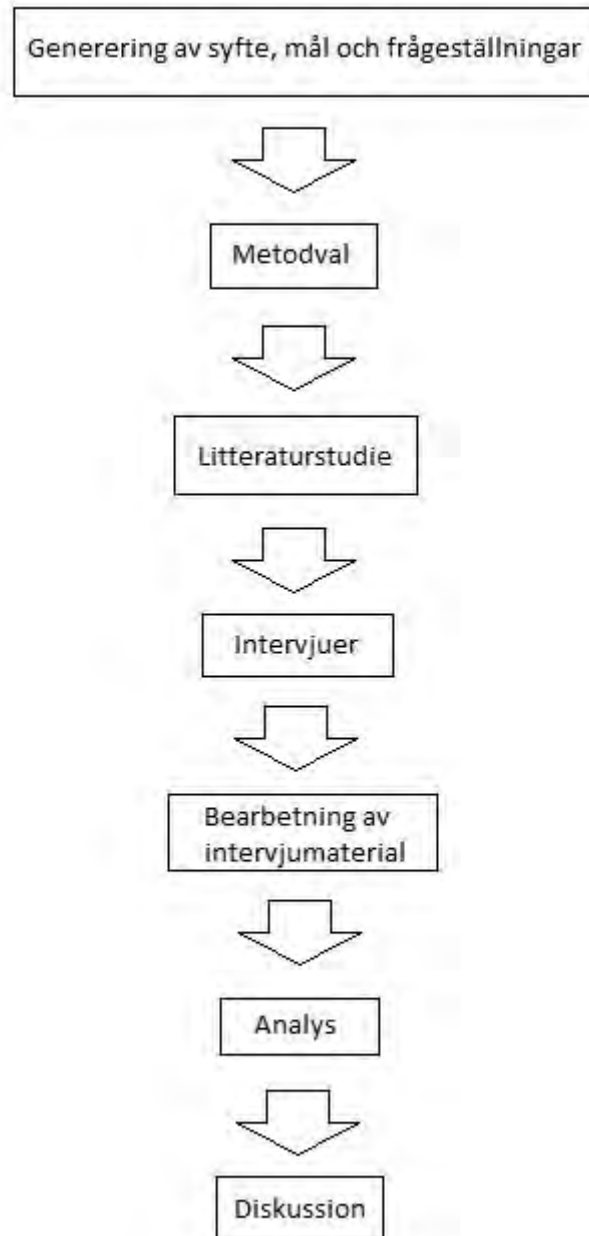 Generering av syfte, mål och frågeställningar
Metodval
Litteraturstudie
Intervjuer
Bearbetning av
intervjumaterial
Analys
Diskussion